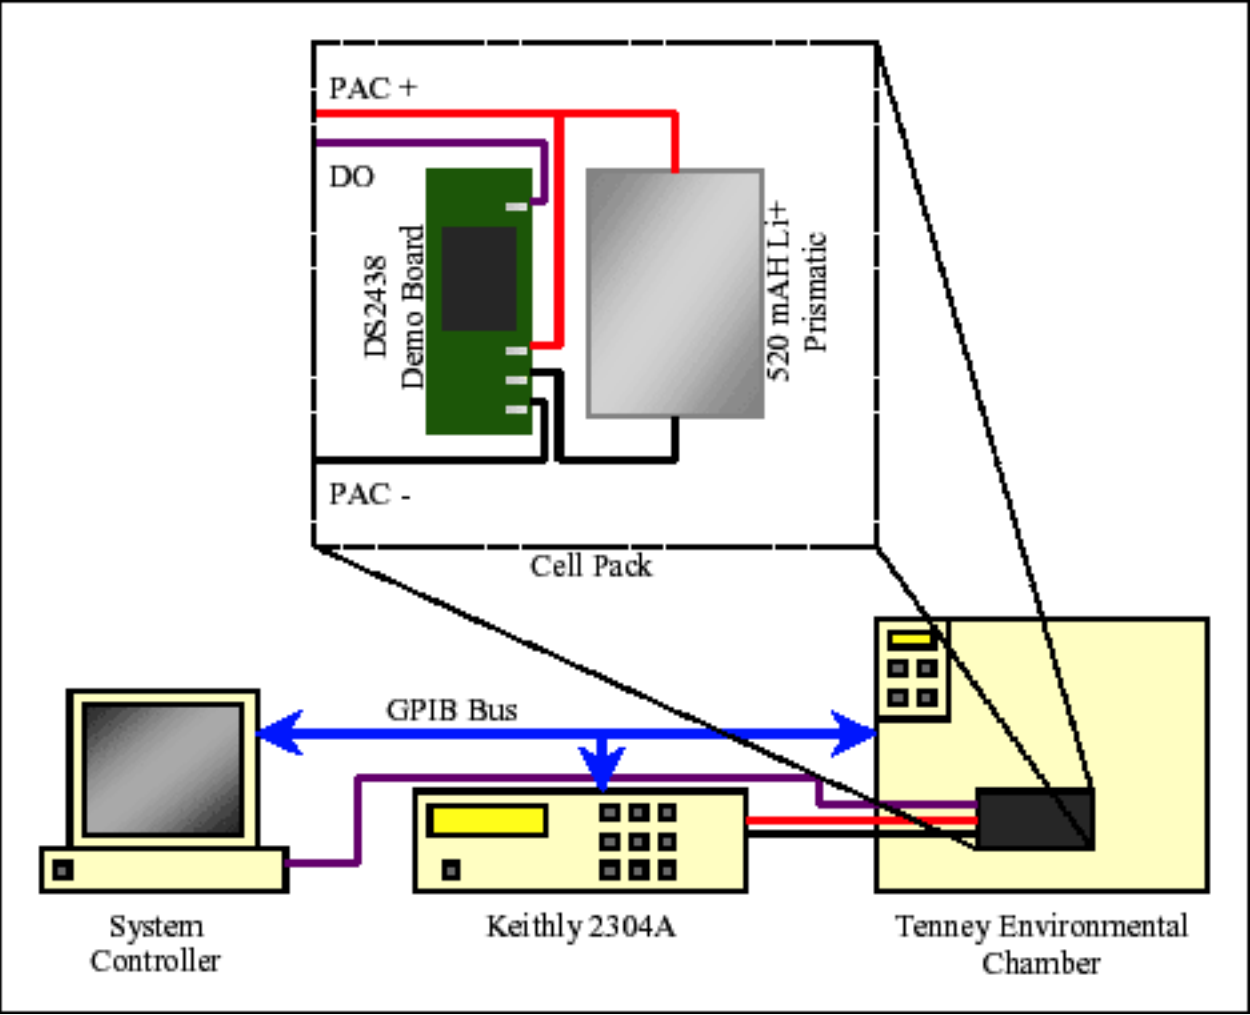 PAC +
DO
DS2438
Demo Board
520 mAH Li+
Prismatic
PAC -
Cell Pack
GPIB Bus
System
Controller
Keithly 2304A
Tenney Environmental
Chamber